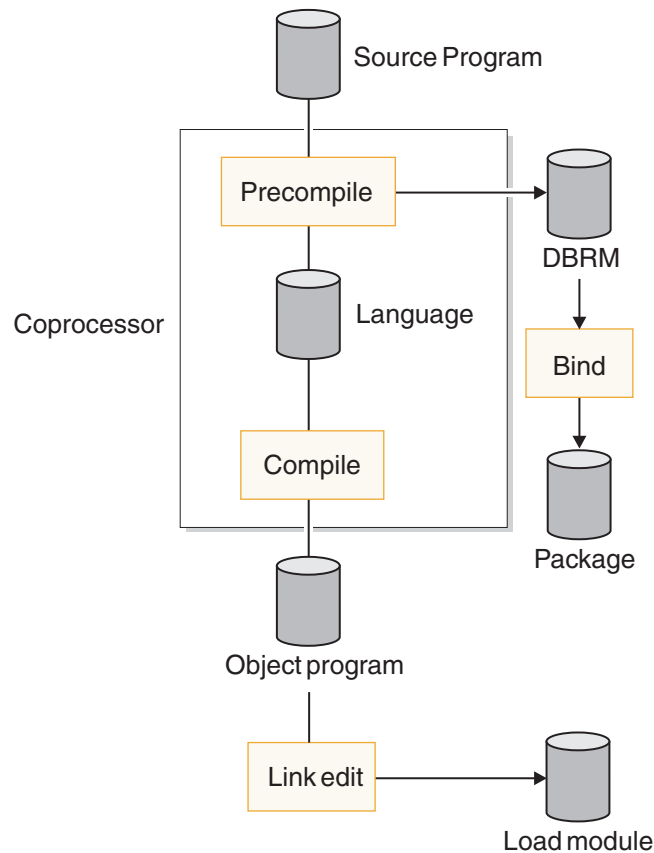 Source Program
Precompile
DBRM
Language
Coprocessor
Bind
Compile
Package
Object program
Link edit
Load module